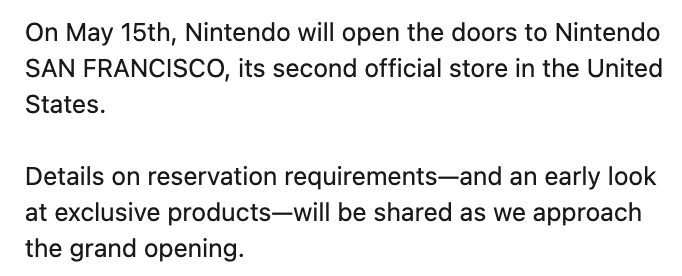 On May 15th, Nintendo will open the doors to Nintendo
SAN FRANCISCO, its second official store in the United
States.
Details on reservation requirements—and an early look
at exclusive products—will be shared as we approach
the grand opening.